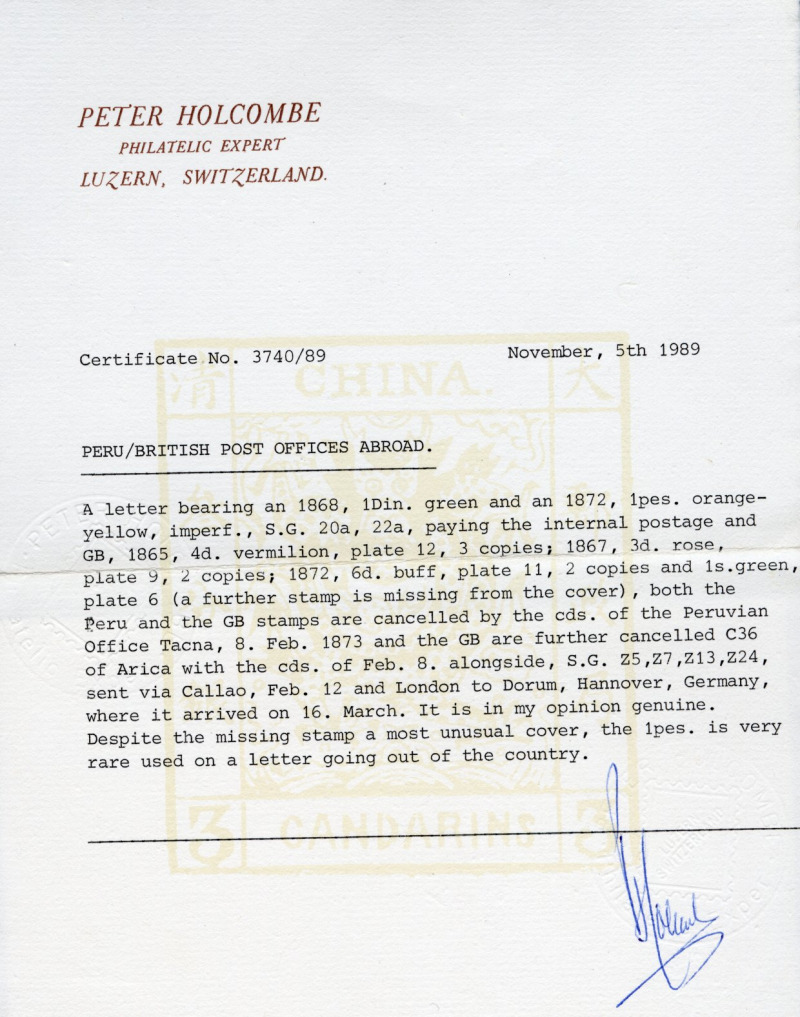 PETER HOLCOMBE
PHILATELIC EXPERT
LUZERN, SWITZERLAND.
Certificate No. 3740/89
November, 5th 1989
清
CHINA.
大
PERU/BRITISH POST OFFICES ABROAD.
A letter bearing an 1868, 1Din. green and an 1872, 1pes. orange-
yellow, imperf., S.G. 20a, 22a, paying the internal postage and
GB, 1865, 4d. vermilion, plate 12, 3 copies; 1867, 3d. rose,
plate 9, 2 copies; 1872, 6d. buff, plate 11, 2 copies and 1s.green,
plate 6 (a further stamp is missing from the cover), both the
Peru and the GB stamps are cancelled by the cds. of the Peruvian
Office Tacna, 8. Feb. 1873 and the GB are further cancelled C36
of Arica with the cds. of Feb. 8. alongside, S.G. Z5,Z7,Z13,Z24,
sent via Callao, Feb. 12 and London to Dorum, Hannover, Germany,
where it arrived on 16. March. It is in my opinion genuine.
Despite the missing stamp a most unusual cover, the 1pes. is very
rare used on a letter going out of the country.
3
CANDARINS
3